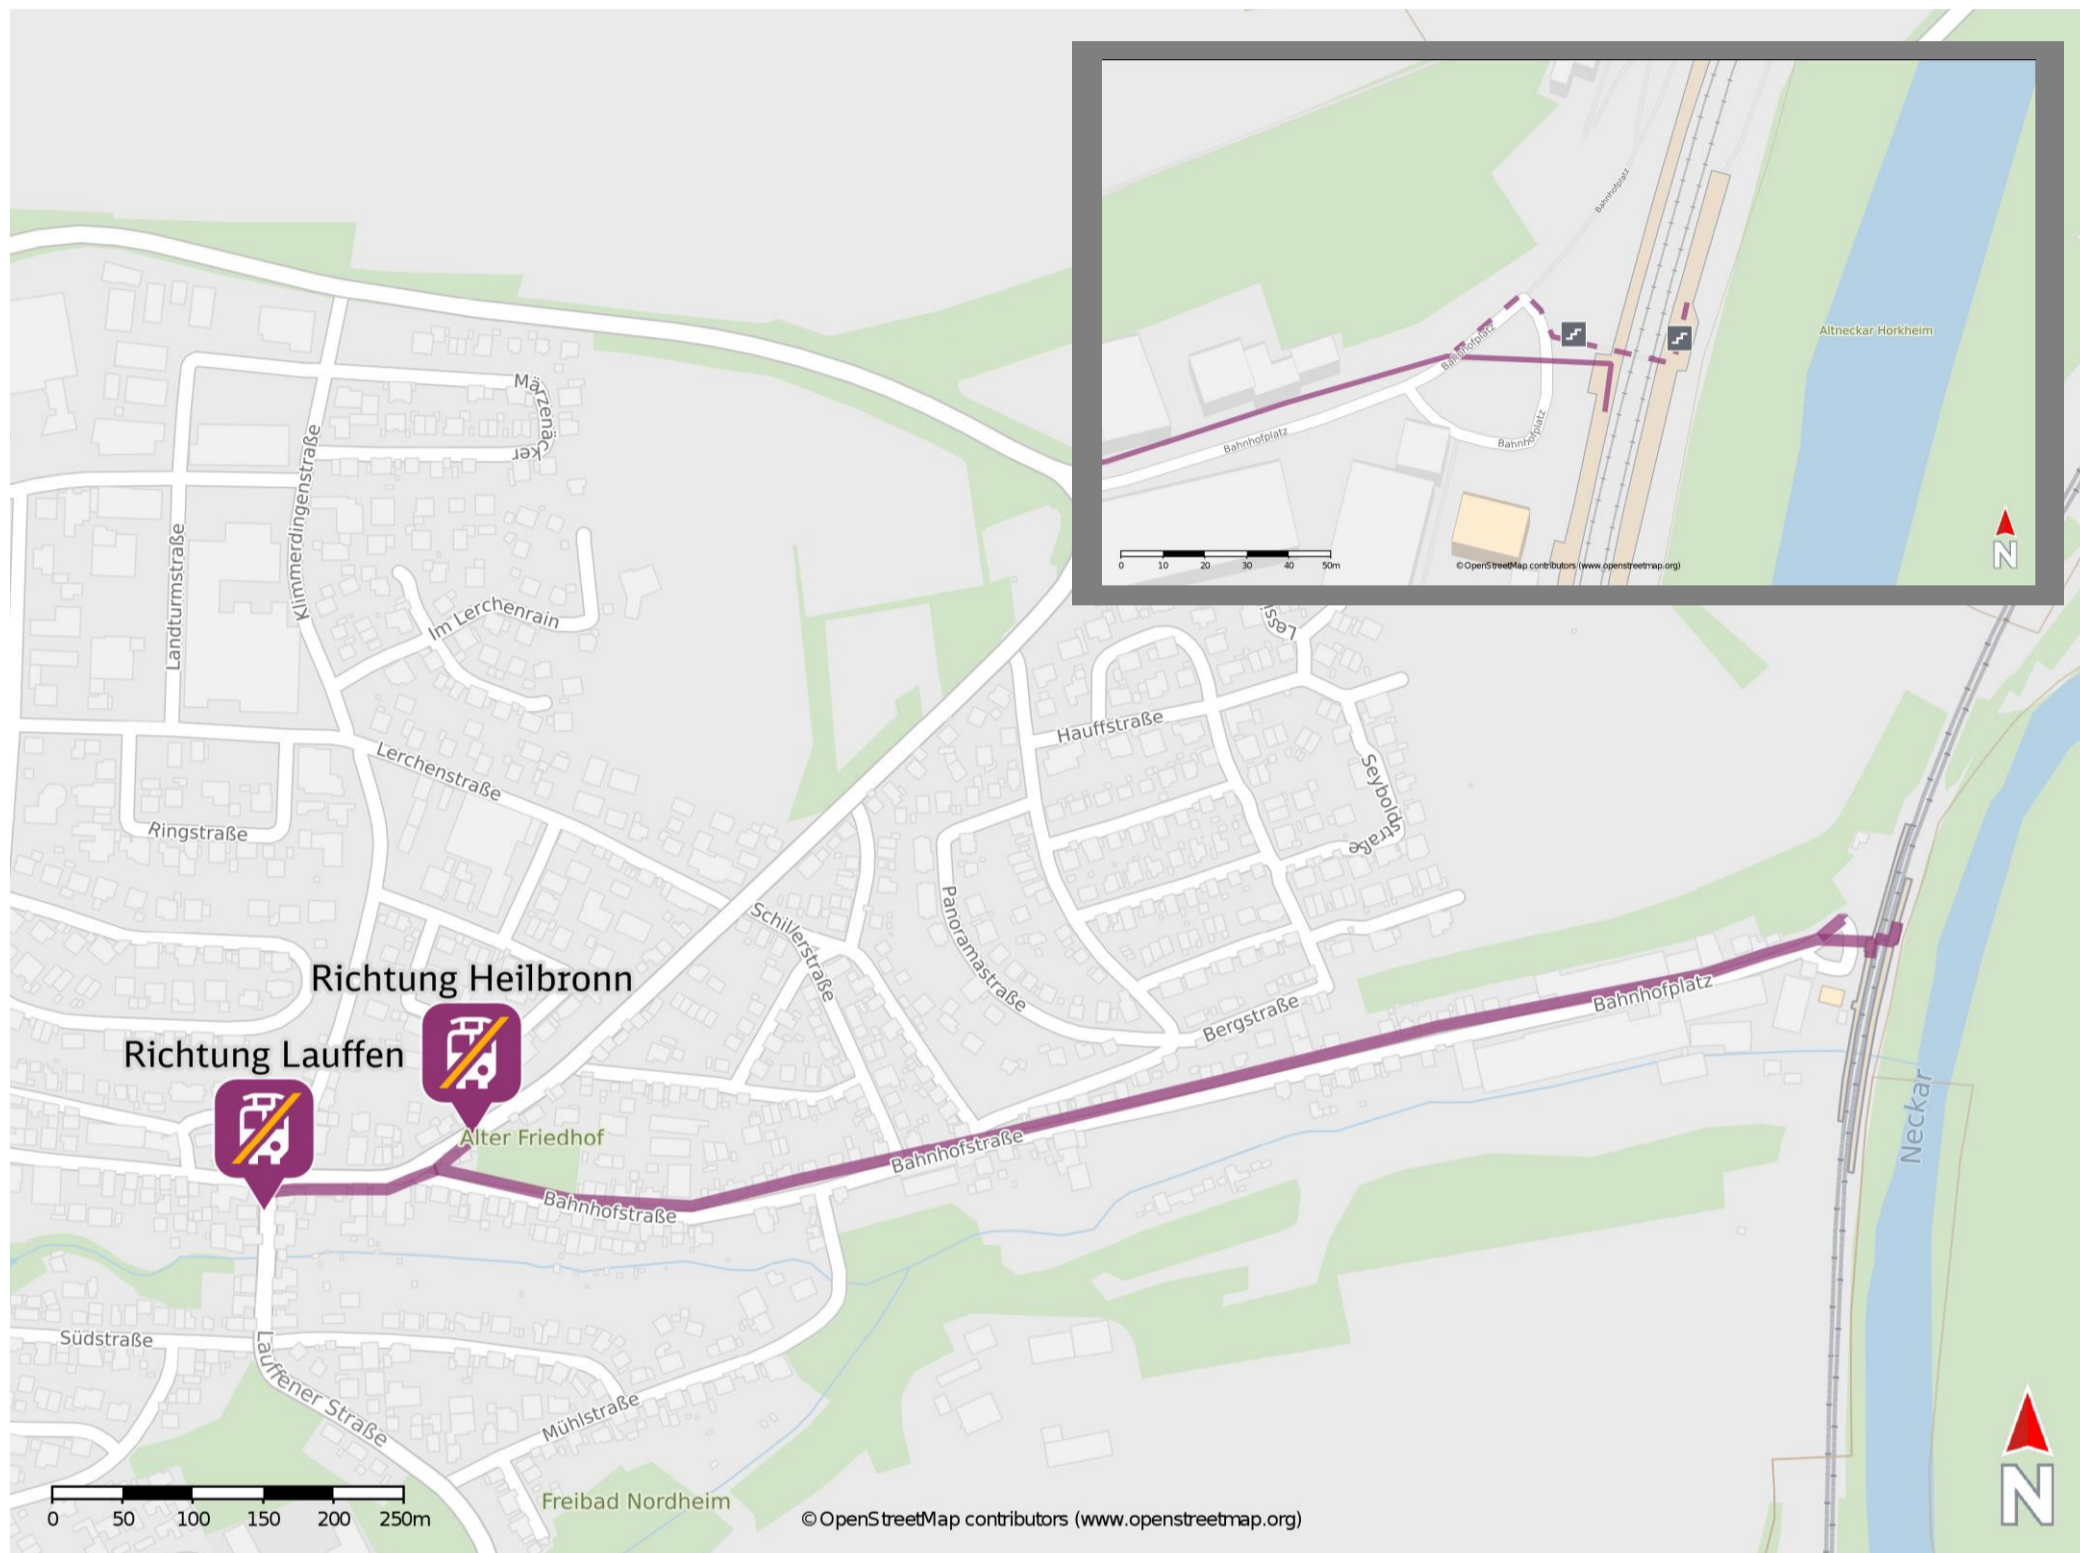 Bahnhofplatz
Altneckar Horkheim
Bahnhofplatz
Bahnhofplatz
Bahnhofplatz
0 10 20 30 40 50m
©OpenStreetMap contributors (www.openstreetmap.org)
N
Märzenäcker
Klimmerdingenstraße
Landturmstraße
Im Lerchenrain
Hauffstraße
Lerchenstraße
Seyboldstraße
Ringstraße
Panoramastraße
Schillerstraße
Richtung Heilbronn
Bahnhofplatz
Bergstraße
Richtung Lauffen
Neckar
Alter Friedhof
Bahnhofstraße
Bahnhofstraße
Südstraße
Lauffener Straße
Mühlstraße
Freibad Nordheim
0 50 100 150 200 250m
©OpenStreetMap contributors (www.openstreetmap.org)
N